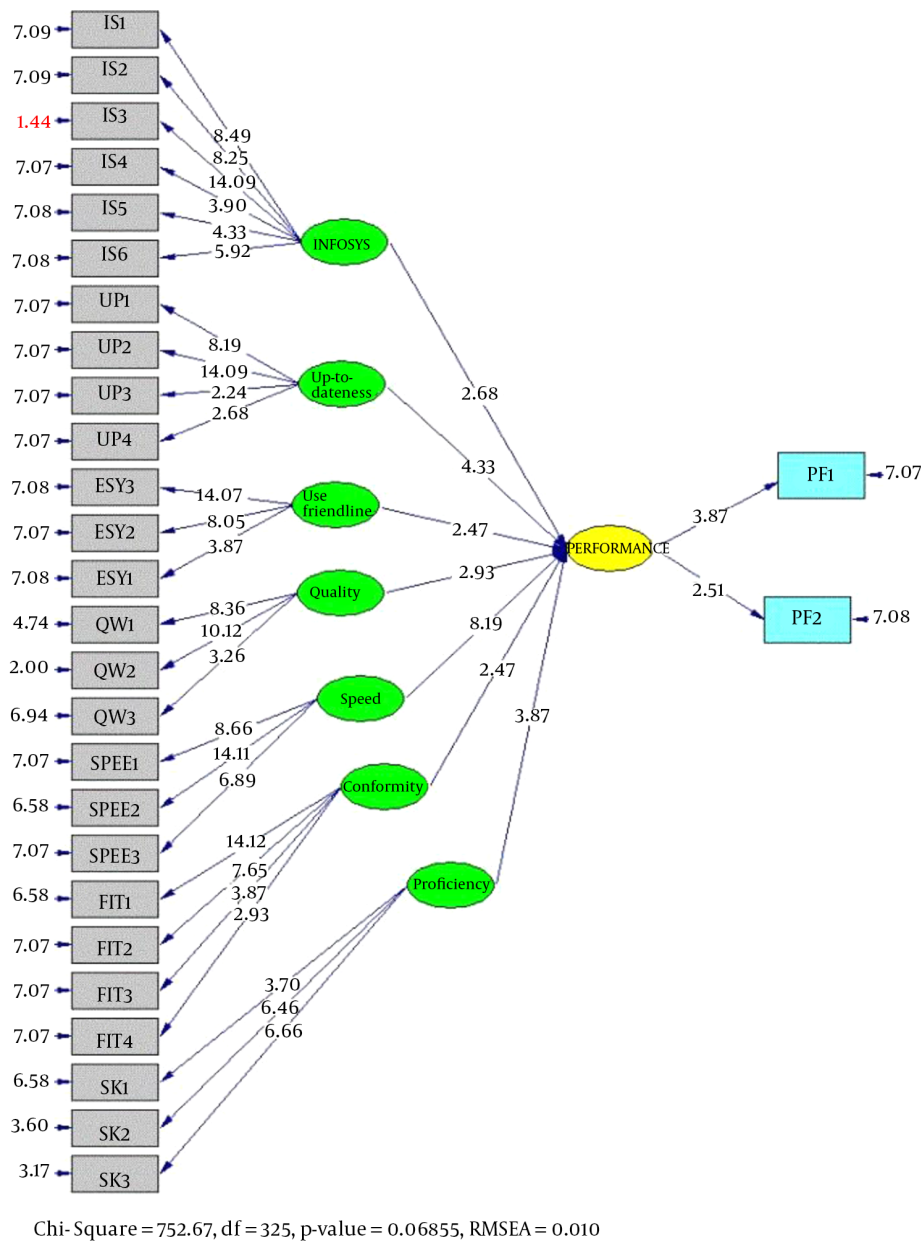 7.09 IS1
7.09 IS2
1.44 IS3
7.07 IS4
7.08 IS5
7.08 IS6
7.07 UP1
7.07 UP2
7.07 UP3
7.07 UP4
7.08 ESY3
7.07 ESY2
7.08 ESY1
4.74 QW1
2.00 QW2
6.94 QW3
7.07 SPEE1
6.58 SPEE2
7.07 SPEE3
6.58 FIT1
7.07 FIT2
7.07 FIT3
7.07 FIT4
6.58 SK1
3.60 SK2
3.17 SK3
8.49
8.25
14.09
3.90
4.33
5.92
8.19
14.09
2.24
2.68
14.07
8.05
3.87
8.36
10.12
3.26
8.66
14.11
6.89
14.12
7.65
3.87
2.93
3.70
6.46
6.66
INFOSYS
Up-to-
dateness
Use
friendline
Quality
Speed
Conformity
Proficiency
2.68
4.33
2.47
2.93
8.19
2.47
3.87
PERFORMANCE
3.87
2.51
PF1 7.07
PF2 7.08
Chi-Square = 752.67, df = 325, p-value = 0.06855, RMSEA = 0.010